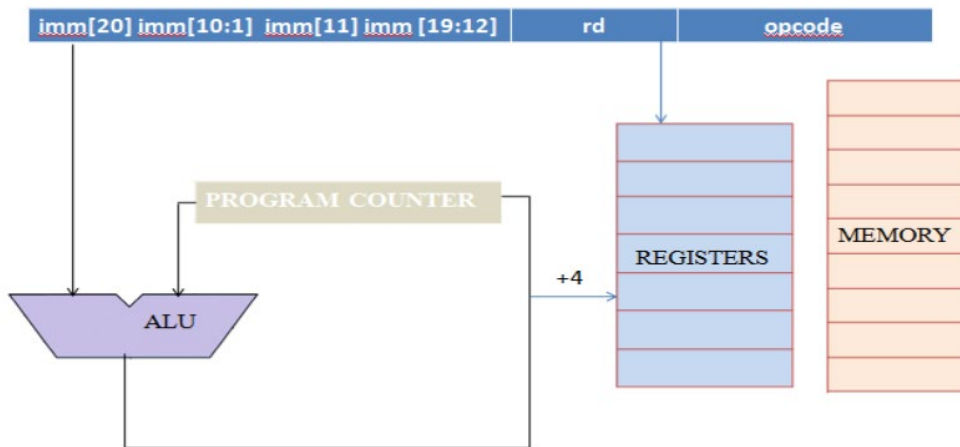 imm[20] imm[10:1] imm[11] imm [19:12] rd opcode
PROGRAM COUNTER
MEMORY
REGISTERS
+4
ALU